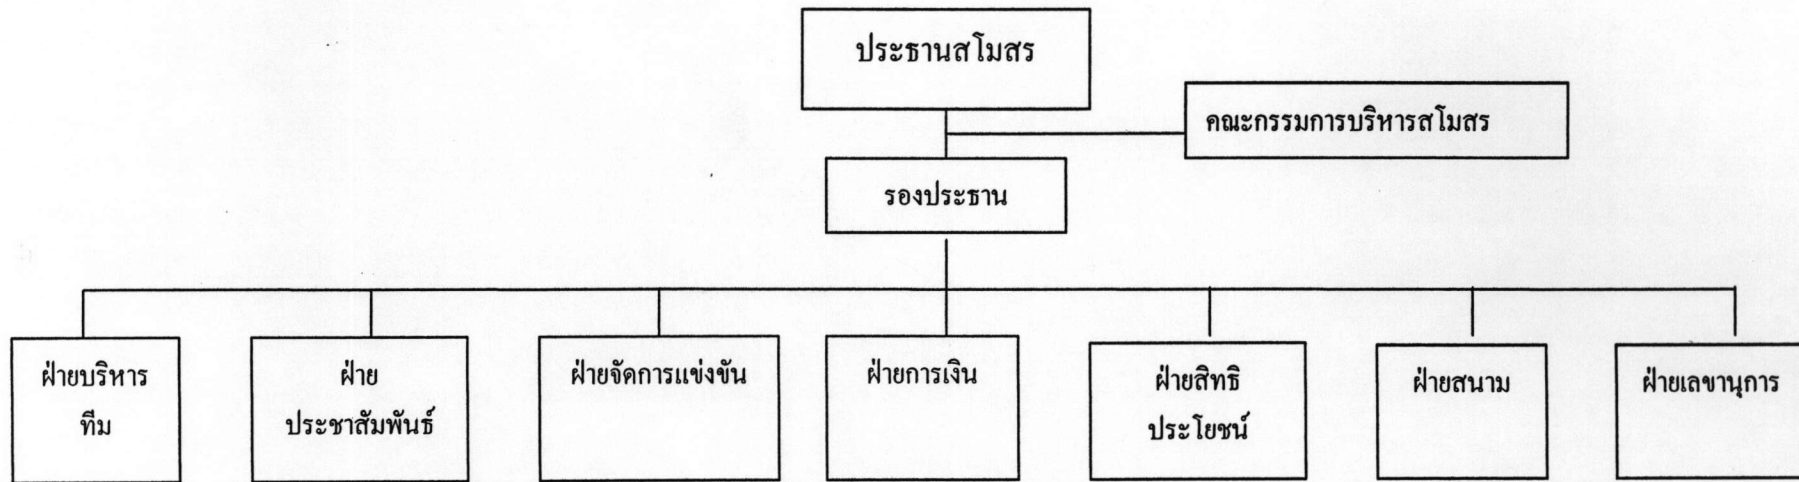 ประธานสโมสร
คณะกรรมการบริหารสโมสร
รองประธาน
ฝ่ายบริหาร
ทีม
ฝ่าย
ประชาสัมพันธ์
ฝ่ายจัดการแข่งขัน
ฝ่ายการเงิน
ฝ่ายสิทธิ
ประโยชน์
ฝ่ายสนาม
ฝ่ายเลขานุการ